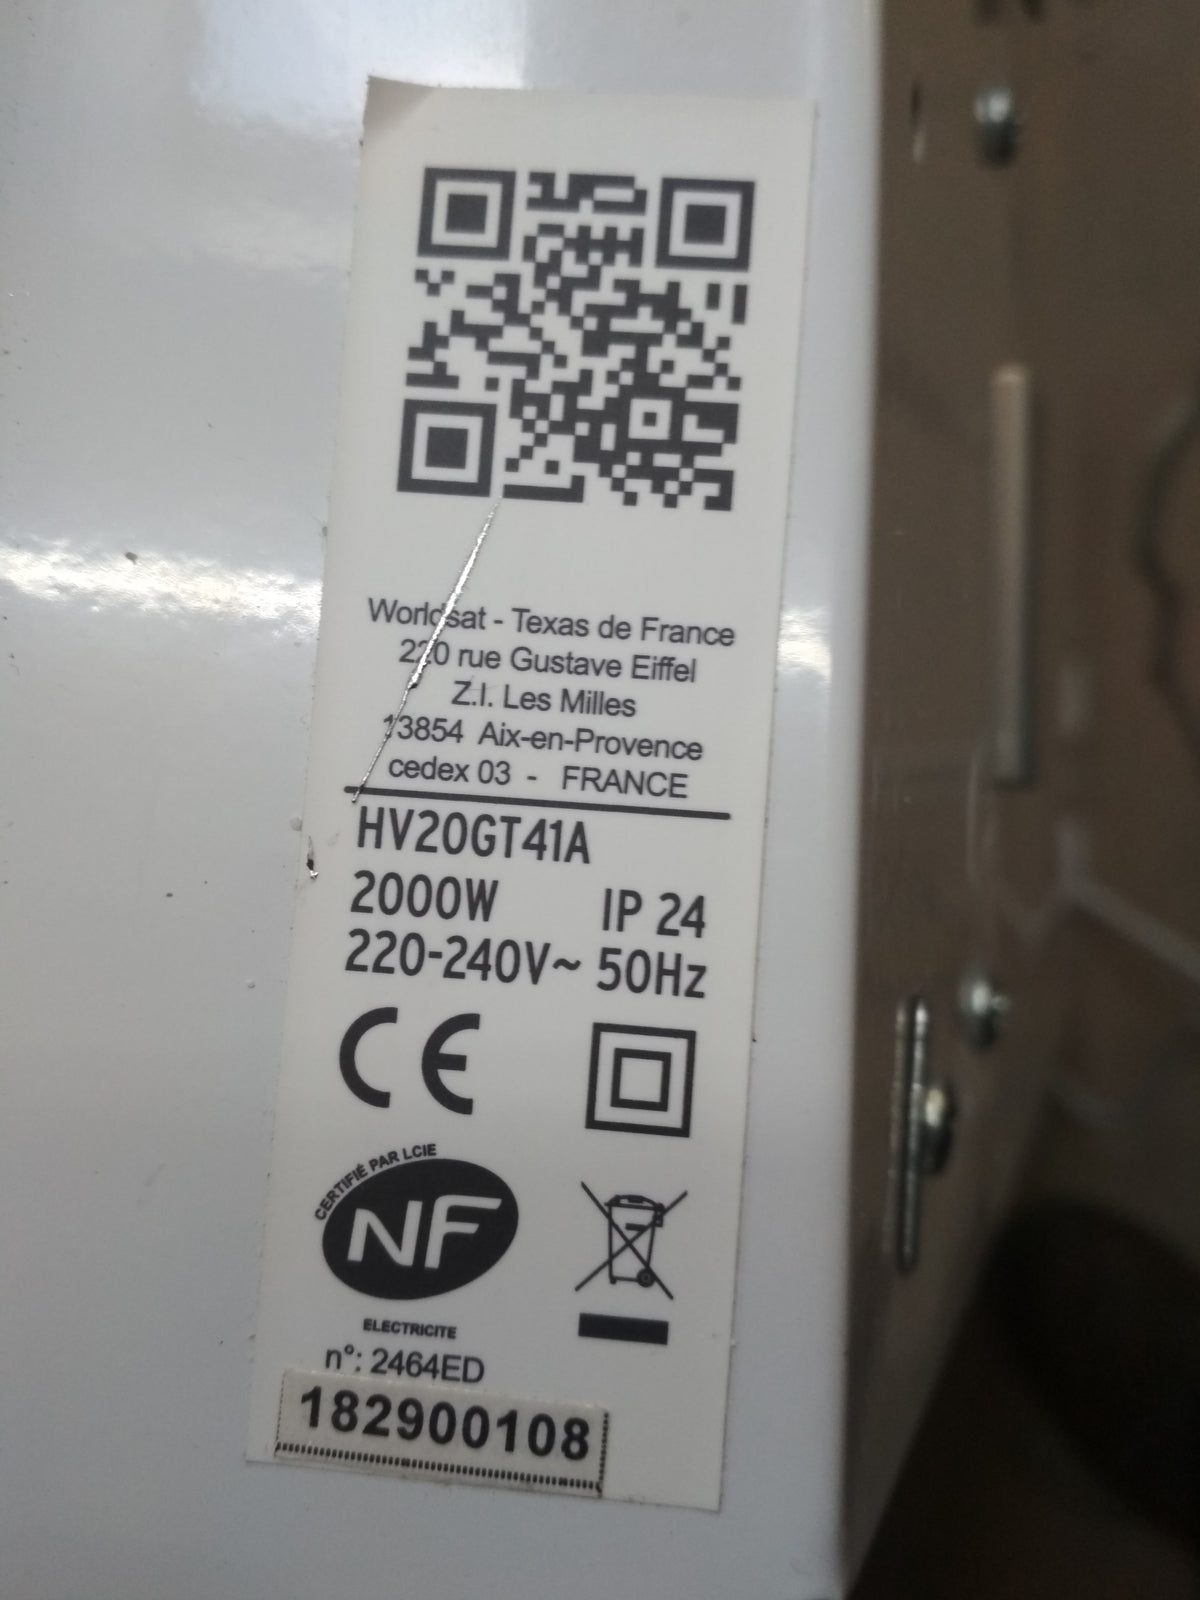 Worldsat - Texas de France
220 rue Gustave Eiffel
Z.I. Les Milles
13854 Aix-en-Provence
cedex 03 - FRANCE
HV20GT41A
2000W IP 24
220-240V~ 50Hz
CE
CERTIFIÉ PAR LCIE
NF
ELECTRICITE
n°: 2464ED
182900108